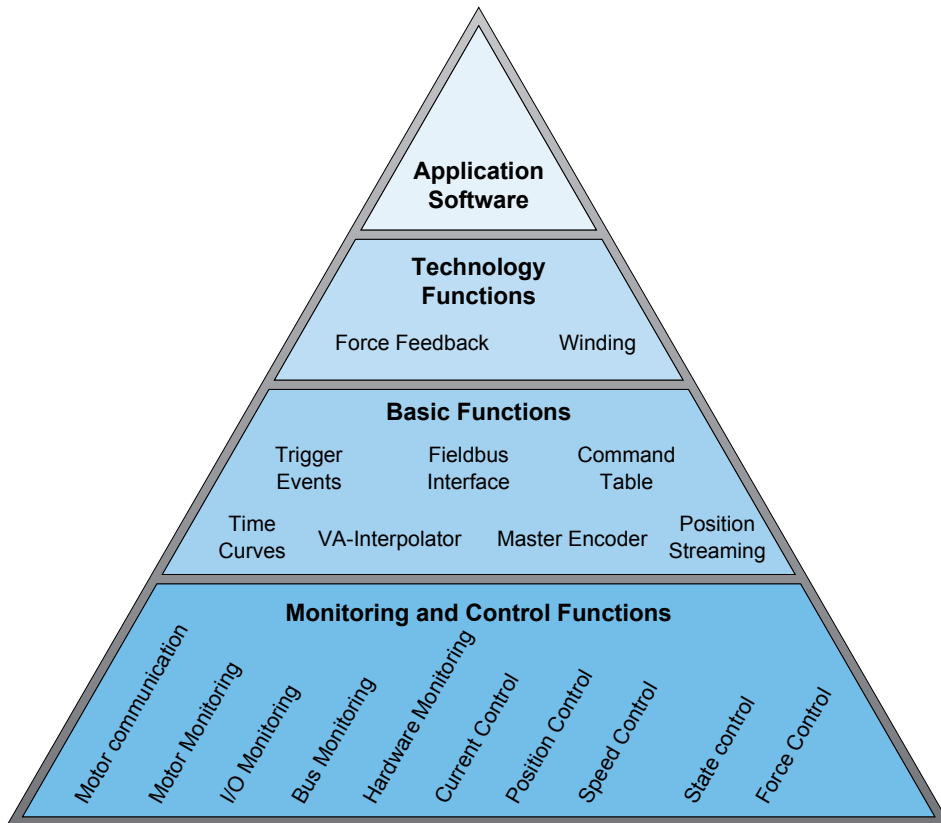 Application
Software
Technology
Functions
Force Feedback
Winding
Basic Functions
Trigger
Events
Fieldbus
Interface
Command
Table
Time
Curves
VA-Interpolator
Master Encoder
Position
Streaming
Monitoring and Control Functions
Motor communication
Motor Monitoring
I/O Monitoring
Bus Monitoring
Hardware Monitoring
Current Control
Position Control
Speed Control
State control
Force Control